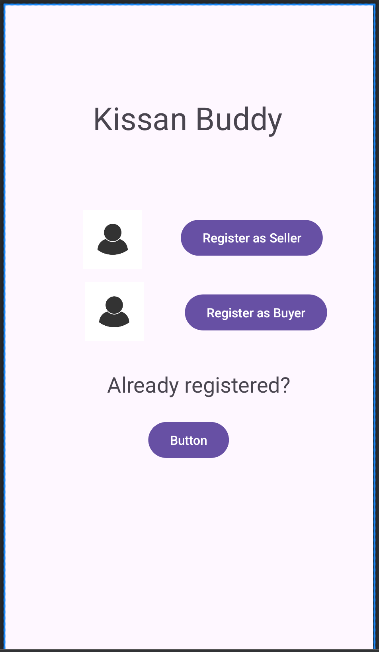 Kissan Buddy
Register as Seller
Register as Buyer
Already registered?
Button